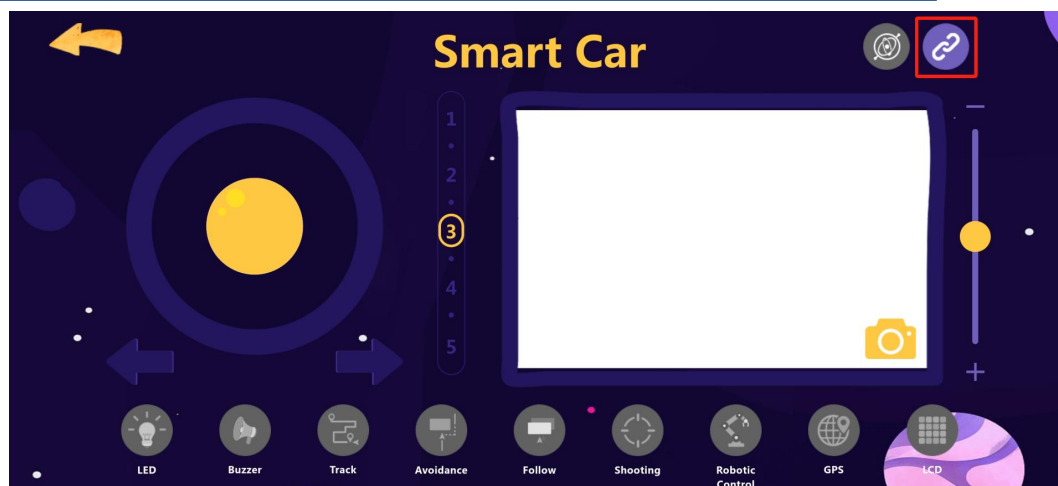 Smart Car
1
2
3
4
5
LED
Buzzer
Track
Avoidance
Follow
Shooting
Robotic
Control
GPS
LCD